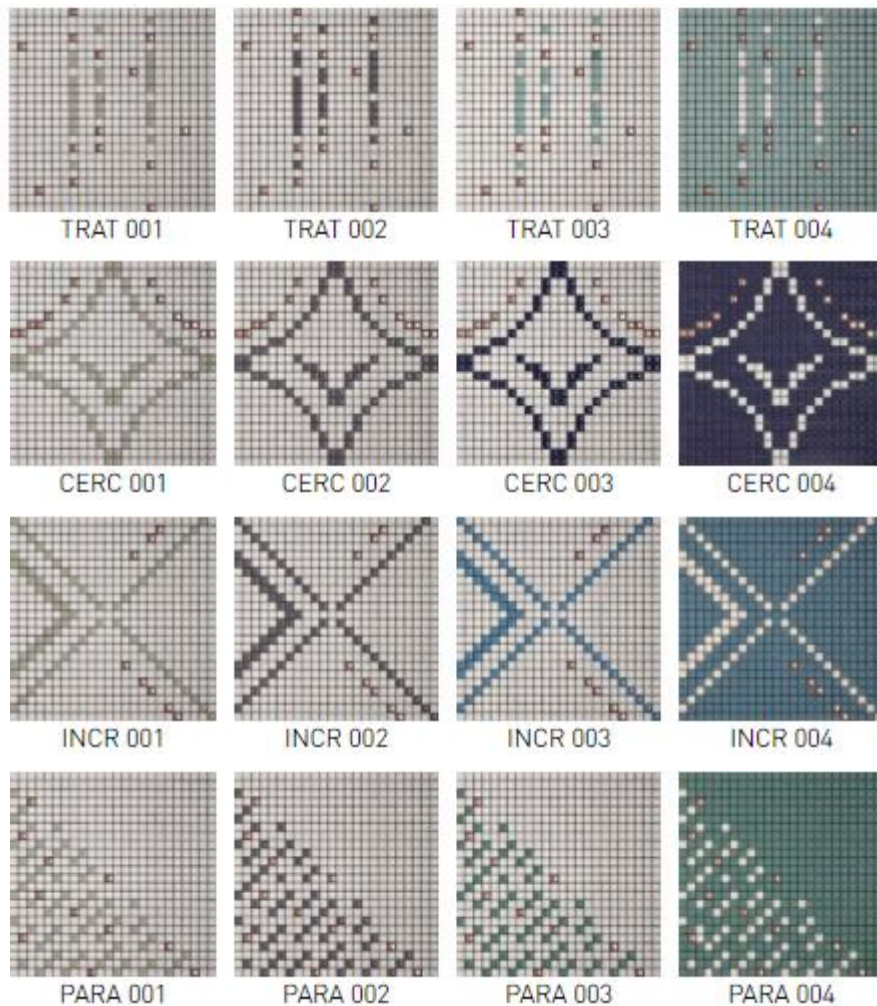 TRAT 001 TRAT 002 TRAT 003 TRAT 004
CERC 001 CERC 002 CERC 003 CERC 004
INCR 001 INCR 002 INCR 003 INCR 004
PARA 001 PARA 002 PARA 003 PARA 004